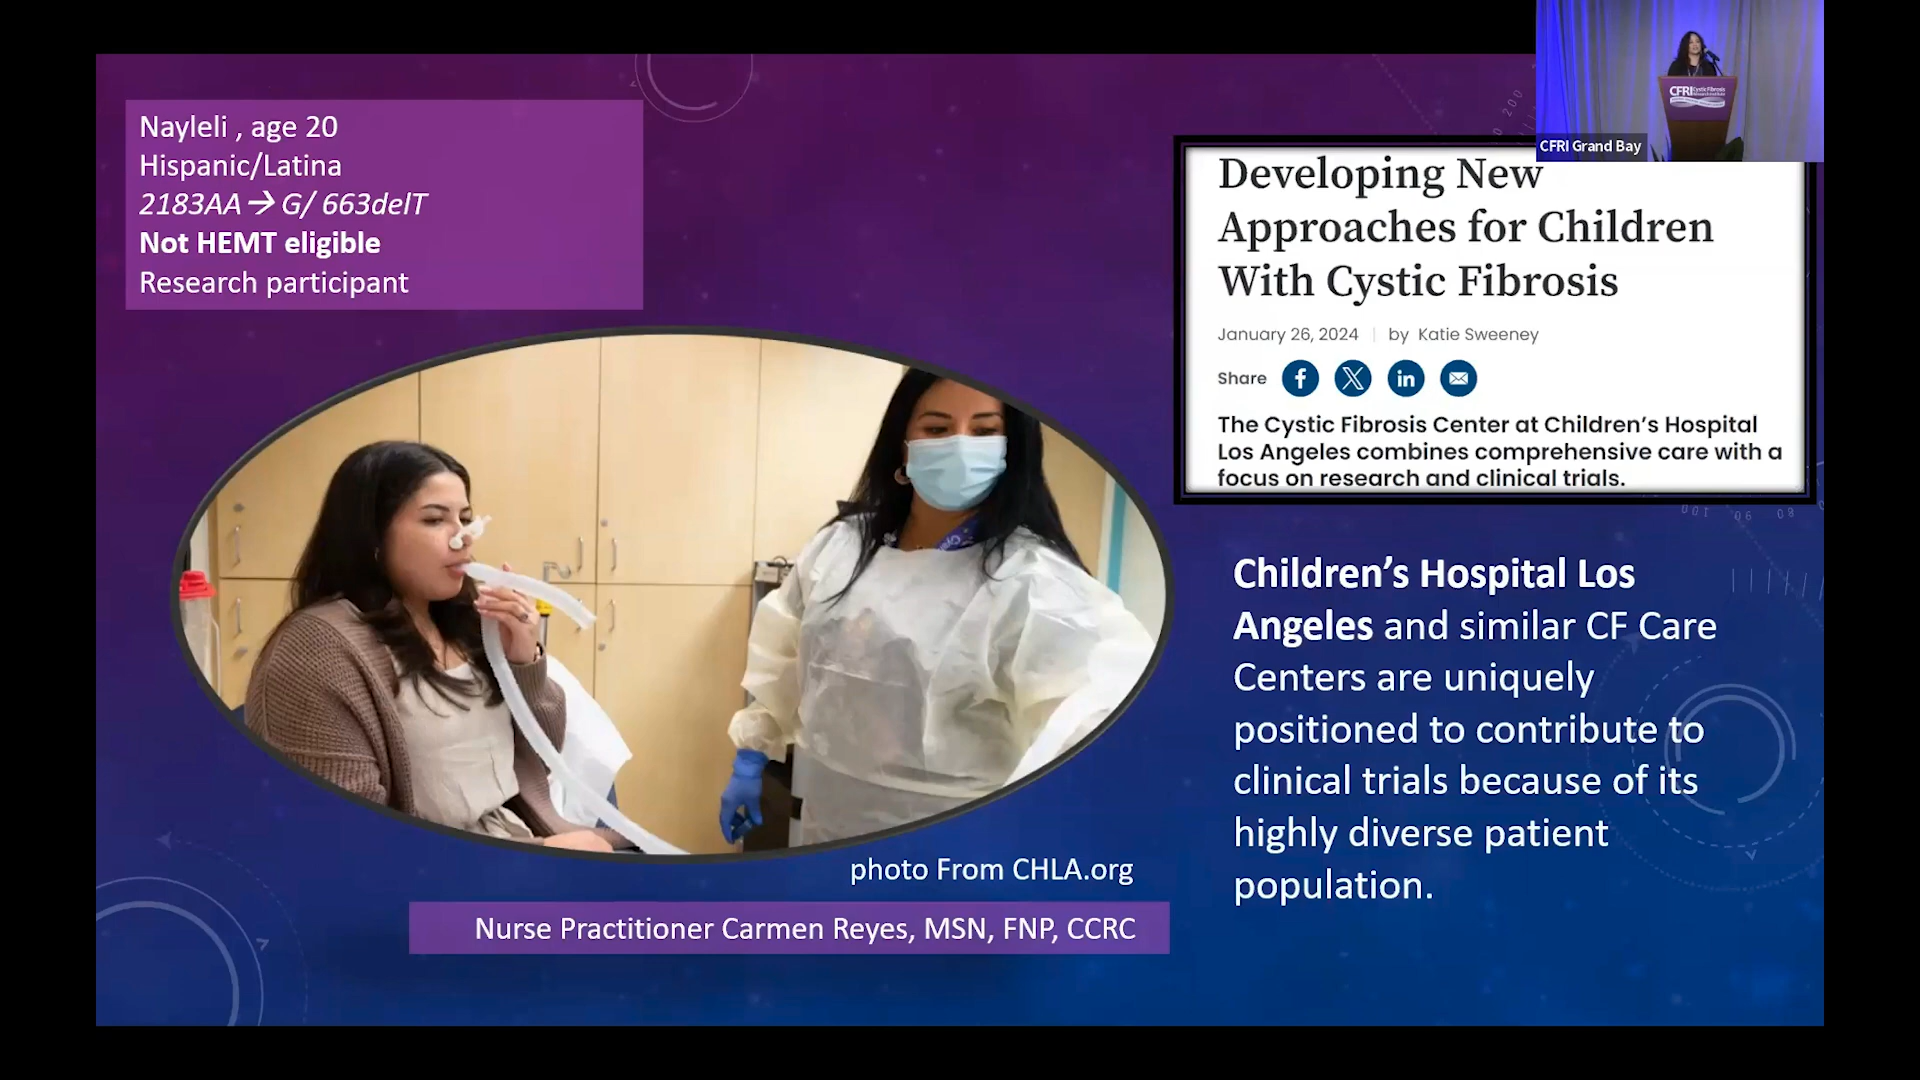 Nayleli , age 20
Hispanic/Latina
2183AA→ G/ 663delT
Not HEMT eligible
Research participant
CFRI Grand Bay
CFRI
Developing New
Approaches for Children
With Cystic Fibrosis
January 26, 2024 | by Katie Sweeney
Share
The Cystic Fibrosis Center at Children’s Hospital
Los Angeles combines comprehensive care with a
focus on research and clinical trials.
Children’s Hospital Los
Angeles and similar CF Care
Centers are uniquely
positioned to contribute to
clinical trials because of its
highly diverse patient
population.
photo From CHLA.org
Nurse Practitioner Carmen Reyes, MSN, FNP, CCRC